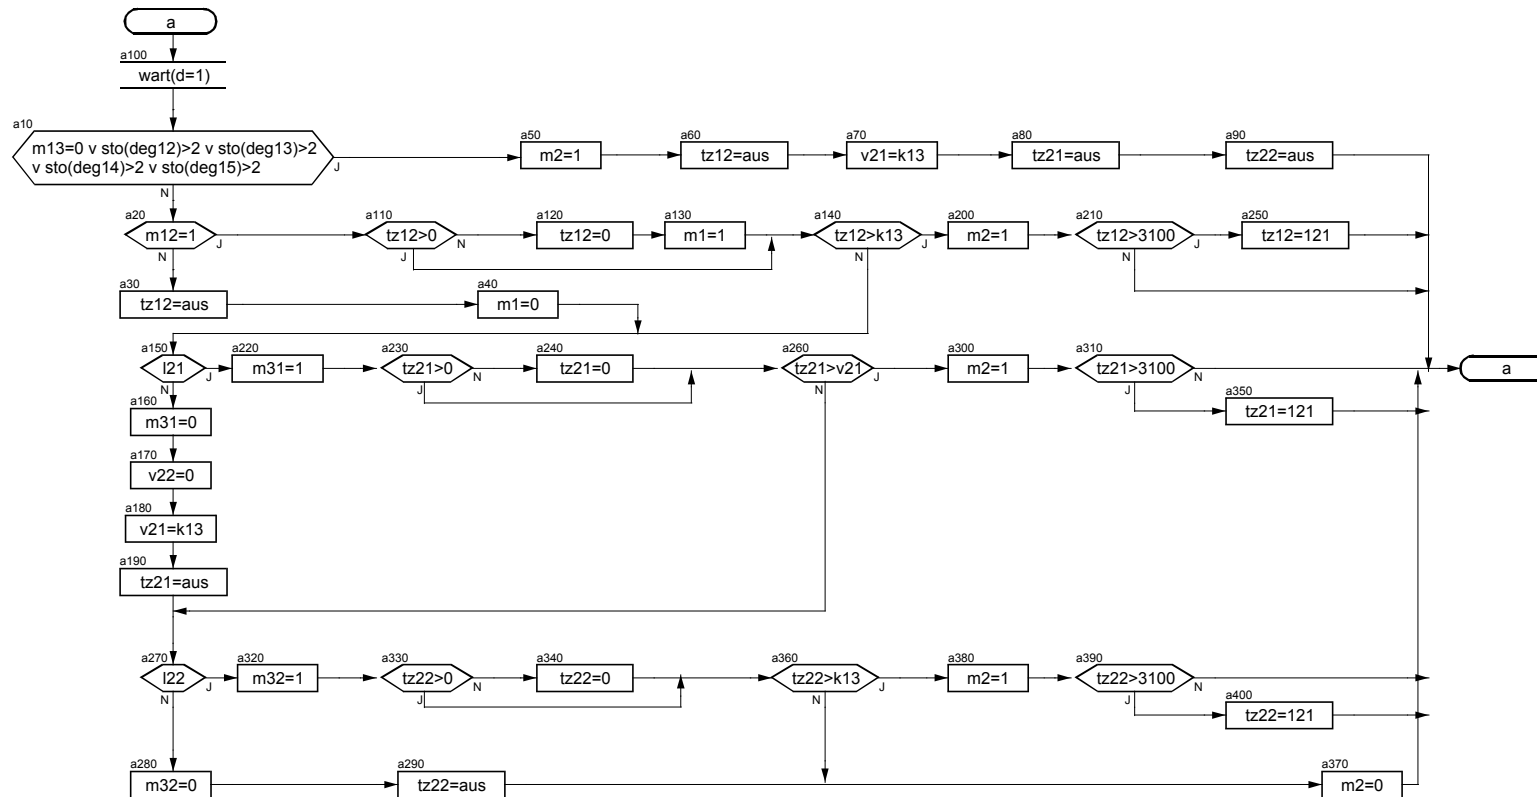 a
a100
wart(d=1)
a10
m13=0 v sto(deg12)>2 v sto(deg13)>2
v sto(deg14)>2 v sto(deg15)>2
J
N
a50
m2=1
a60
tz12=aus
a70
v21=k13
a80
tz21=aus
a90
tz22=aus
a20
m12=1
J
N
a110
tz12>0
N
J
a120
tz12=0
a130
m1=1
a140
tz12>k13
J
N
a200
m2=1
a210
tz12>3100
J
N
a250
tz12=121
a30
tz12=aus
a40
m1=0
a150
l21
J
N
a220
m31=1
a230
tz21>0
N
J
a240
tz21=0
a260
tz21>v21
J
N
a300
m2=1
a310
tz21>3100
N
J
a
a350
tz21=121
a160
m31=0
a170
v22=0
a180
v21=k13
a190
tz21=aus
a270
l22
J
N
a320
m32=1
a330
tz22>0
N
J
a340
tz22=0
a360
tz22>k13
J
N
a380
m2=1
a390
tz22>3100
N
J
a400
tz22=121
a280
m32=0
a290
tz22=aus
a370
m2=0